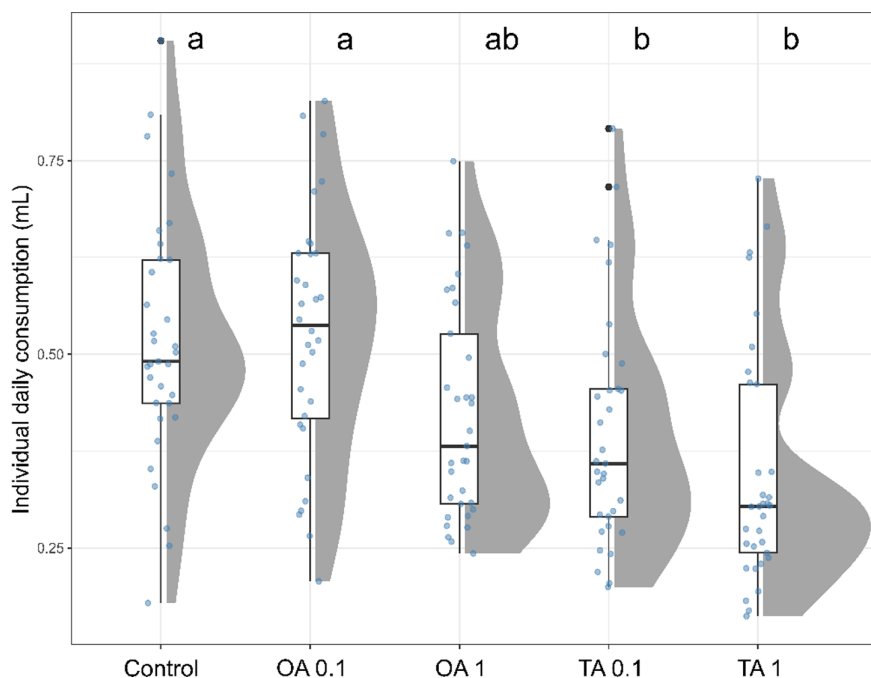 a a ab b b
0.75
0.50
0.25
Individual daily consumption (mL)
Control OA 0.1 OA 1 TA 0.1 TA 1